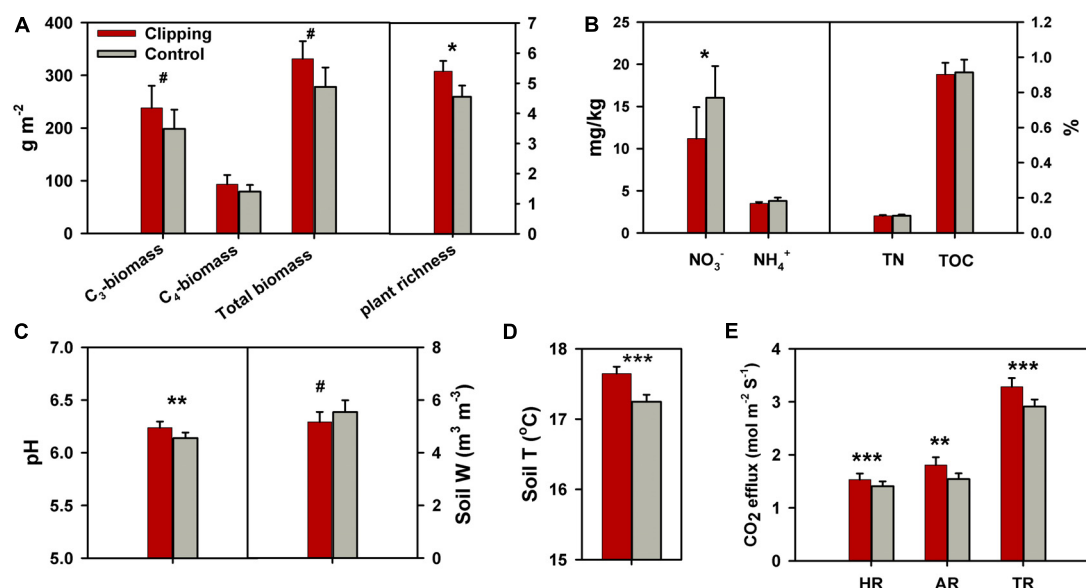 A
400
300
200
100
0
g m⁻²
Clipping
Control
#
#
*
7
6
5
4
3
2
1
0
C₃-biomass
C₄-biomass
Total biomass
plant richness
B
25
20
15
10
5
0
mg/kg
*
1.2
1.0
0.8
0.6
0.4
0.2
0.0
%
NO₃⁻
NH₄⁺
TN
TOC
C
7.0
6.5
6.0
5.5
5.0
pH
**
#
8
6
4
2
0
Soil W (m³ m⁻³)
D
18
17
16
15
Soil T (°C)
***
E
4
3
2
1
0
CO₂ efflux (mol m⁻² S⁻¹)
***
**
***
HR
AR
TR